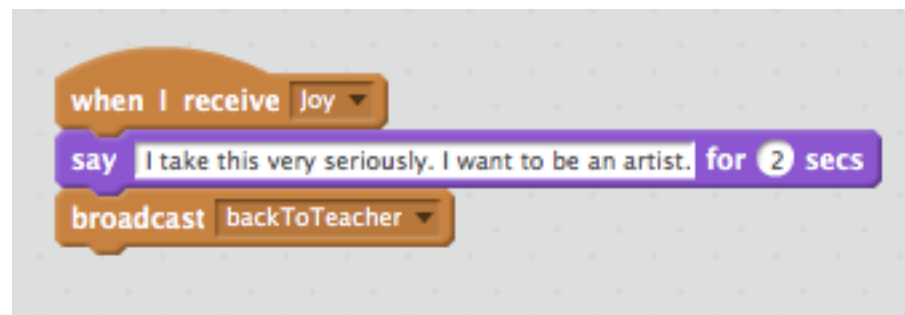 when I receive Joy
say I take this very seriously. I want to be an artist. for 2 secs
broadcast backToTeacher